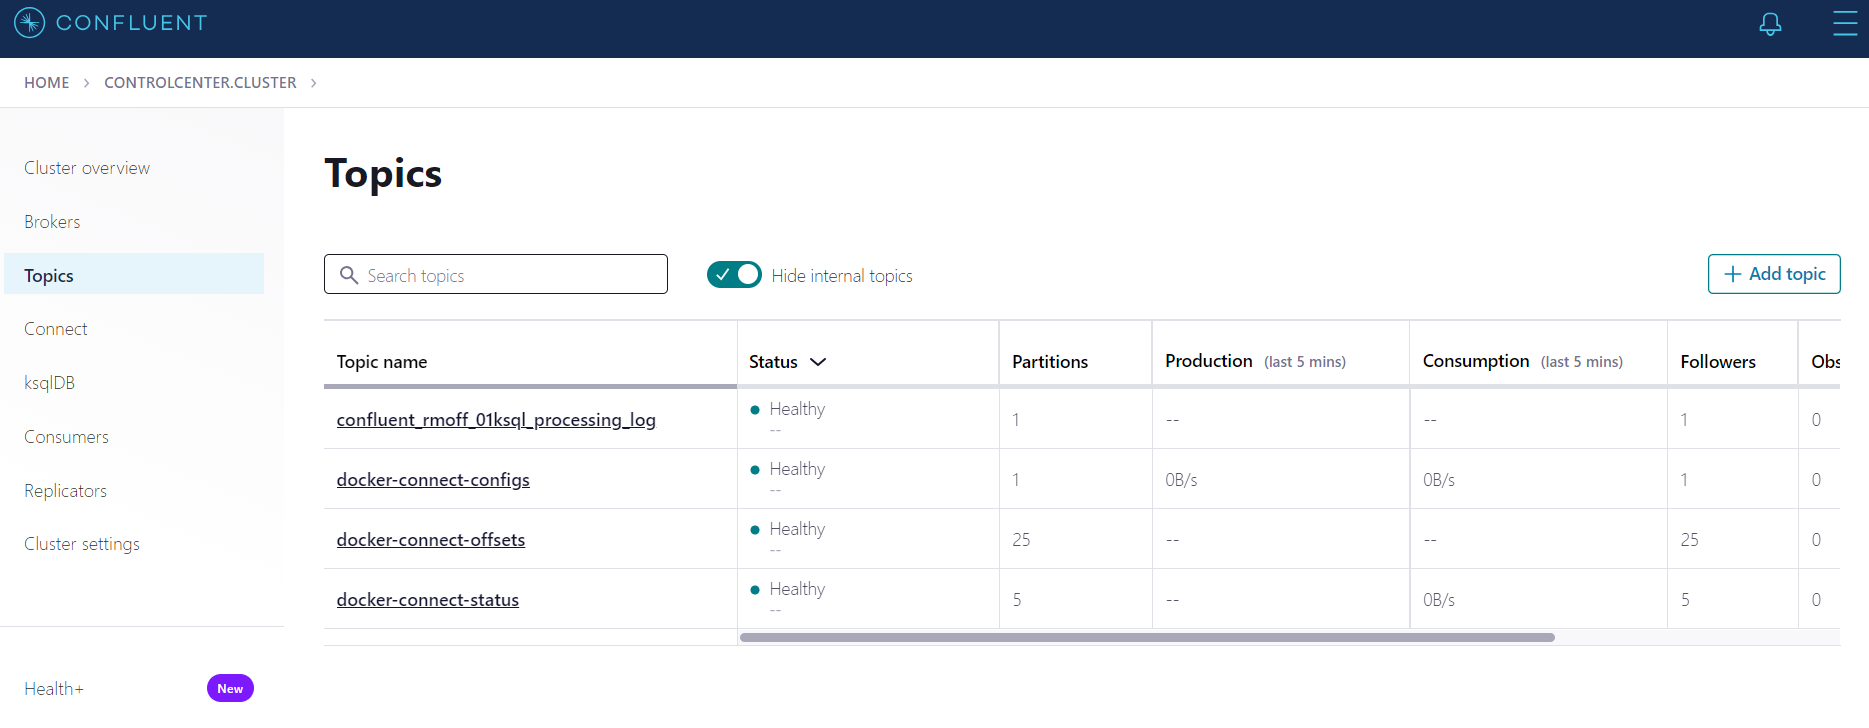 CONFLUENT
HOME > CONTROLCENTER.CLUSTER >
Cluster overview
Brokers
Topics
Connect
ksqlDB
Consumers
Replicators
Cluster settings
Health+ New
Topics
Search topics Hide internal topics + Add topic
Topic name Status Partitions Production (last 5 mins) Consumption (last 5 mins) Followers Obs
confluent_rmoff_01ksql_processing_log Healthy 1 -- -- 1 0
--
docker-connect-configs Healthy 1 0B/s 0B/s 1 0
--
docker-connect-offsets Healthy 25 -- -- 25 0
--
docker-connect-status Healthy 5 -- 0B/s 5 0
--